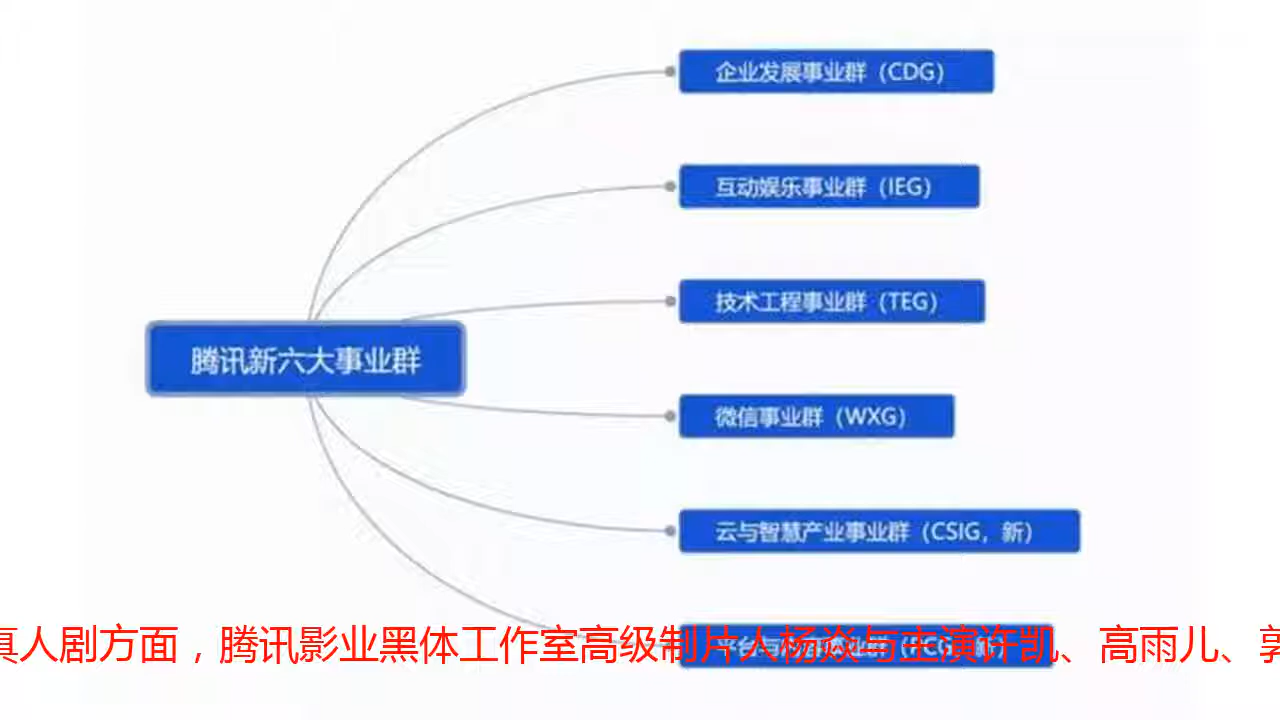 企业发展事业群（CDG）
互动娱乐事业群（IEG）
技术工程事业群（TEG）
腾讯新六大事业群
微信事业群（WXG）
云与智慧产业事业群（CSIG，新）
真人剧方面，腾讯影业黑体工作室高级制片人杨焱与主演许凯、高雨儿、郭